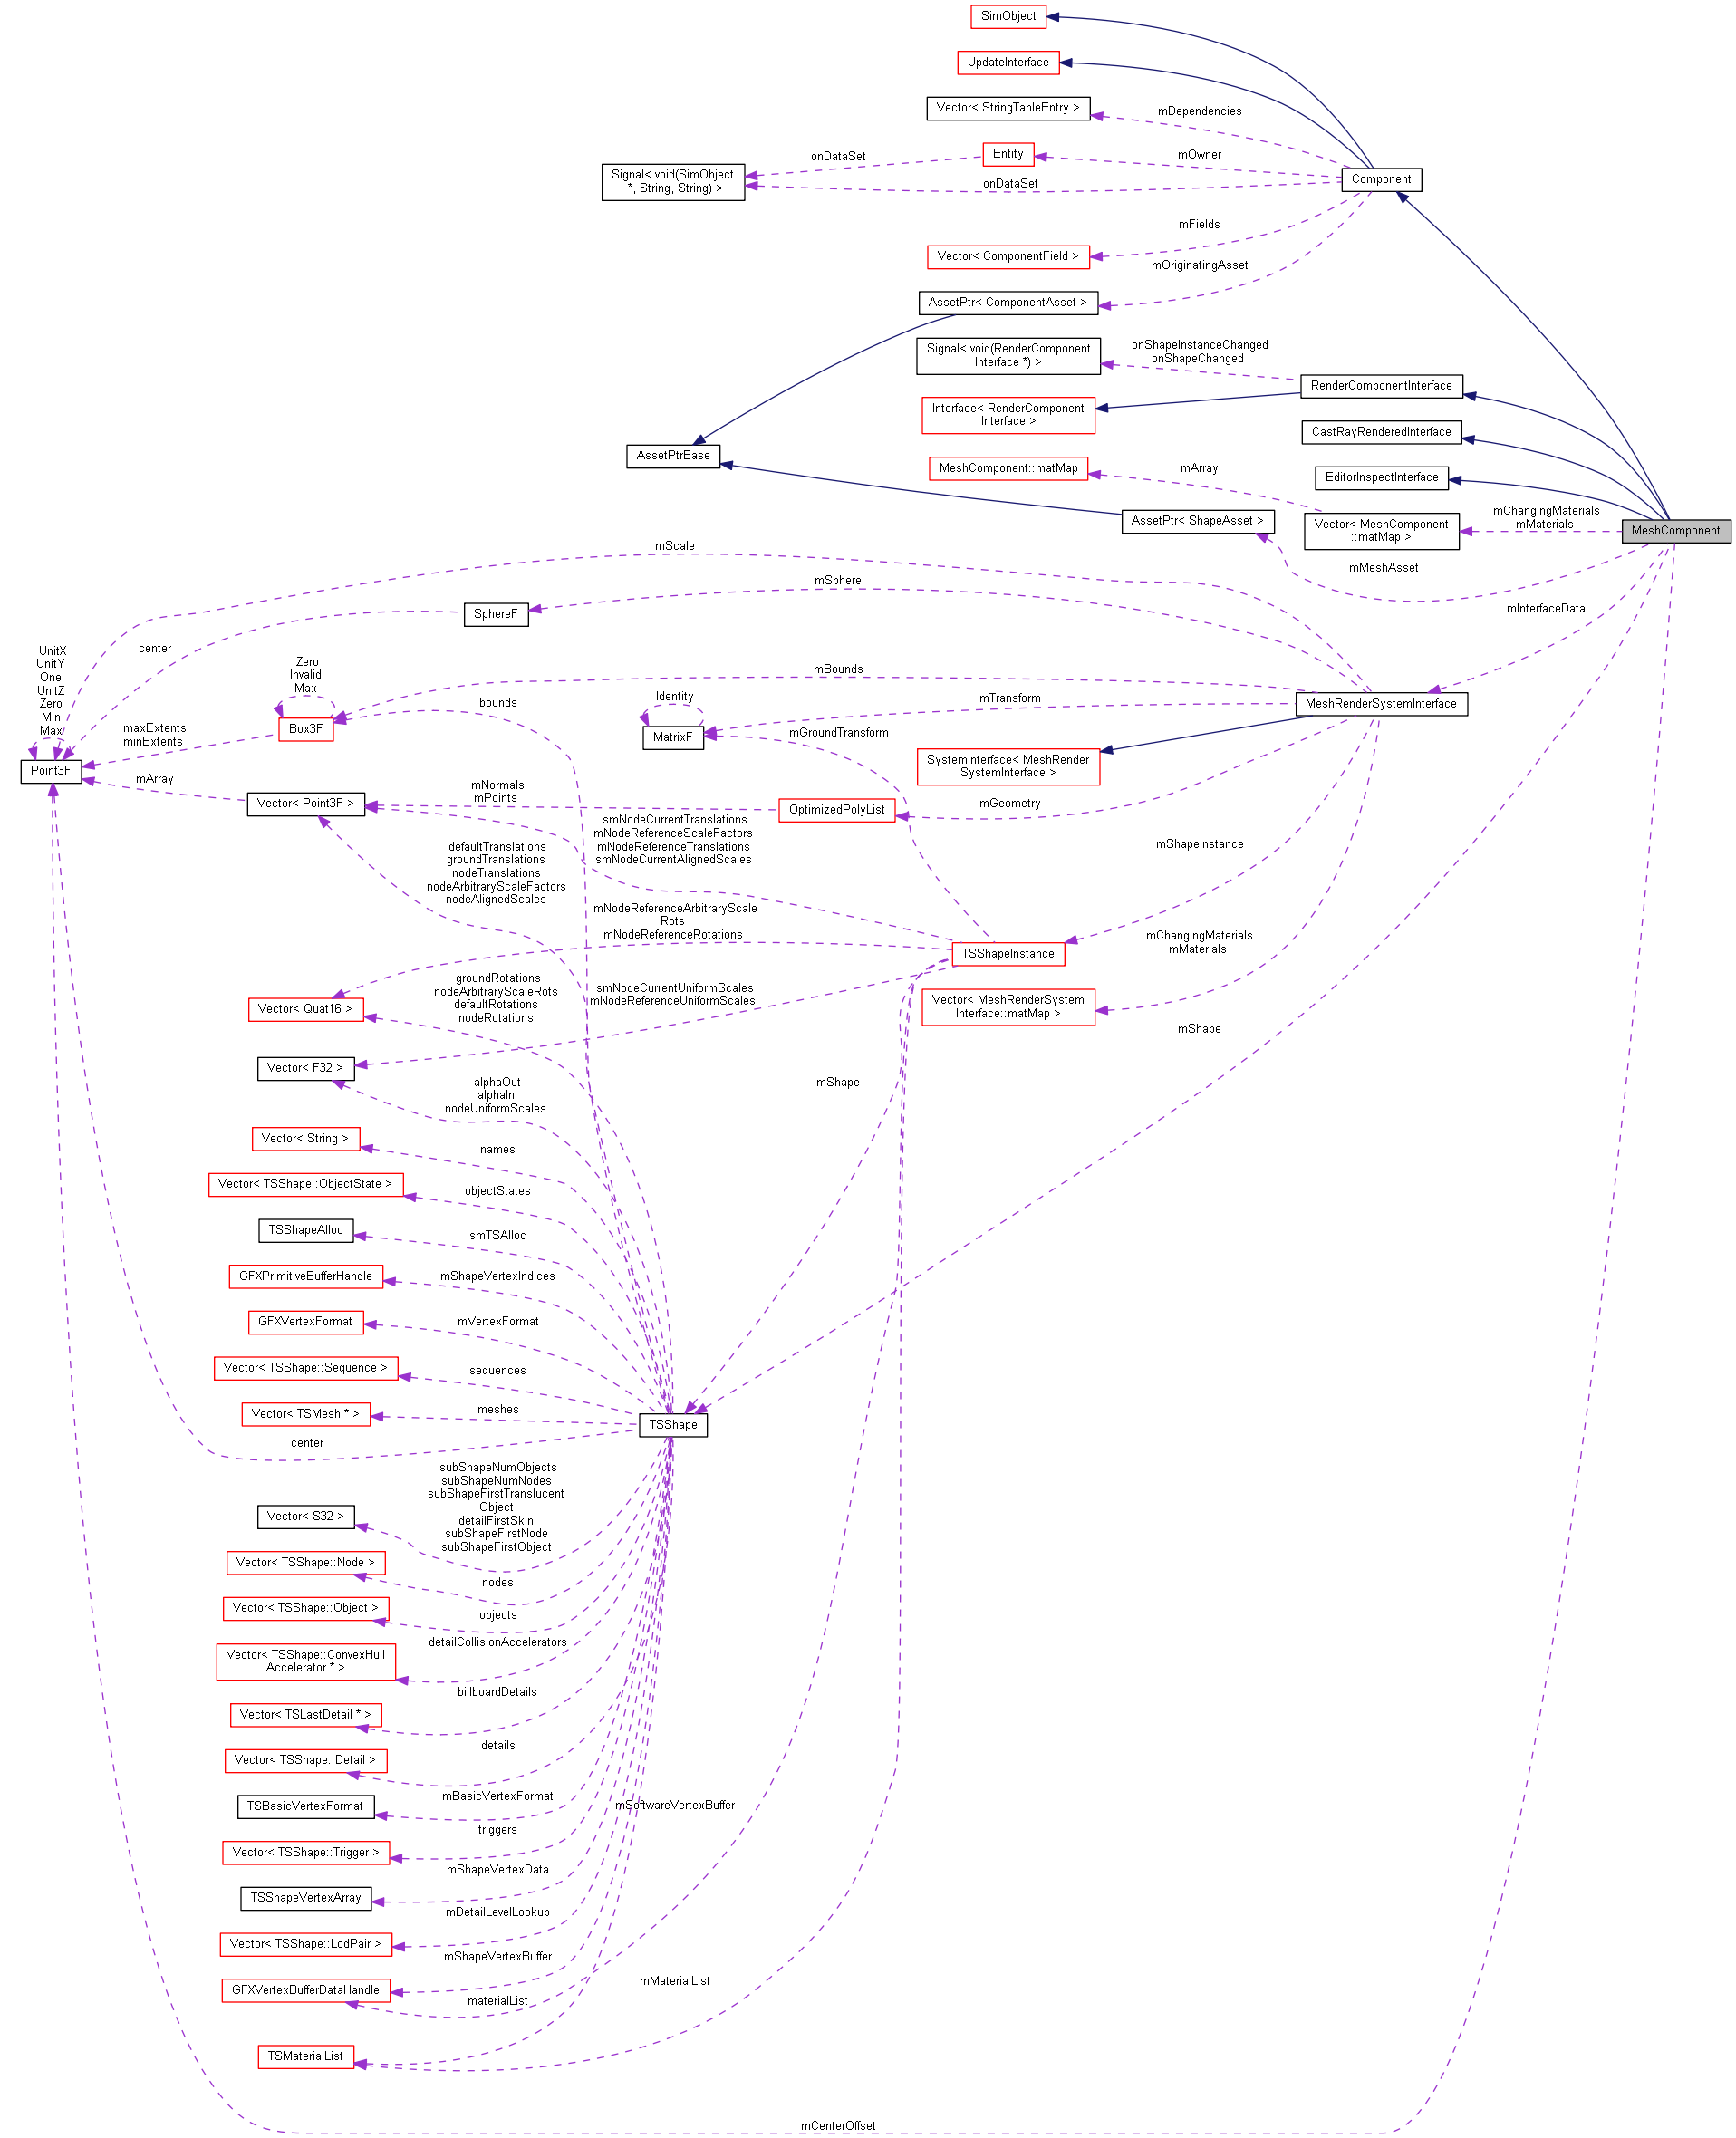 SimObject
UpdateInterface
Vector< StringTableEntry >
mDependencies
Entity
mOwner
onDataSet
Signal< void(SimObject
*, String, String) >
onDataSet
Component
mFields
Vector< ComponentField >
mOriginatingAsset
AssetPtr< ComponentAsset >
Signal< void(RenderComponent
Interface *) >
onShapeInstanceChanged
onShapeChanged
RenderComponentInterface
Interface< RenderComponent
Interface >
CastRayRenderedInterface
AssetPtrBase
MeshComponent::matMap
mArray
EditorInspectInterface
AssetPtr< ShapeAsset >
Vector< MeshComponent
::matMap >
mChangingMaterials
mMaterials
MeshComponent
mScale
mMeshAsset
mSphere
SphereF
mInterfaceData
center
UnitX
UnitY
One
UnitZ
Zero
Min
Max
Zero
Invalid
Max
mBounds
bounds
Identity
mTransform
MeshRenderSystemInterface
maxExtents
minExtents
Box3F
MatrixF
mGroundTransform
SystemInterface< MeshRender
SystemInterface >
Point3F
mArray
Vector< Point3F >
mNormals
mPoints
OptimizedPolyList
mGeometry
smNodeCurrentTranslations
mNodeReferenceScaleFactors
mNodeReferenceTranslations
smNodeCurrentAlignedScales
mShapeInstance
defaultTranslations
groundTranslations
nodeTranslations
nodeArbitraryScaleFactors
nodeAlignedScales
mNodeReferenceArbitraryScale
Rots
mNodeReferenceRotations
TSShapeInstance
mChangingMaterials
mMaterials
groundRotations
nodeArbitraryScaleRots
defaultRotations
nodeRotations
Vector< Quat16 >
smNodeCurrentUniformScales
mNodeReferenceUniformScales
Vector< MeshRenderSystem
Interface::matMap >
mShape
Vector< F32 >
alphaOut
alphaIn
nodeUniformScales
mShape
Vector< String >
names
Vector< TSShape::ObjectState >
objectStates
TSShapeAlloc
smTSAlloc
GFXPrimitiveBufferHandle
mShapeVertexIndices
GFXVertexFormat
mVertexFormat
Vector< TSShape::Sequence >
sequences
Vector< TSMesh * >
meshes
TSShape
center
subShapeNumObjects
subShapeNumNodes
subShapeFirstTranslucent
Object
detailFirstSkin
subShapeFirstNode
subShapeFirstObject
Vector< S32 >
Vector< TSShape::Node >
nodes
Vector< TSShape::Object >
objects
Vector< TSShape::ConvexHull
Accelerator * >
detailCollisionAccelerators
Vector< TSLastDetail * >
billboardDetails
Vector< TSShape::Detail >
details
TSBasicVertexFormat
mBasicVertexFormat
mSoftwareVertexBuffer
Vector< TSShape::Trigger >
triggers
TSShapeVertexArray
mShapeVertexData
Vector< TSShape::LodPair >
mDetailLevelLookup
GFXVertexBufferDataHandle
mShapeVertexBuffer
materialList
mMaterialList
TSMaterialList
mCenterOffset